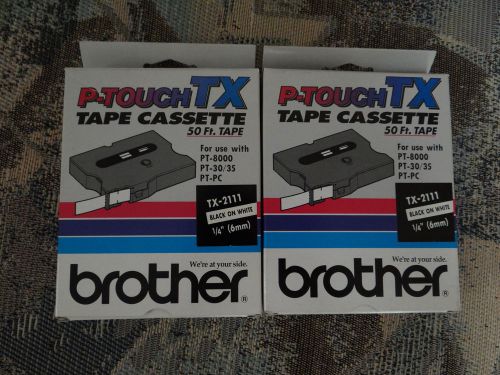 P-TOUCH TX
TAPE CASSETTE
50 Ft. TAPE
For use with
PT-8000
PT-30/35
PT-PC
TX-2111
BLACK ON WHITE
1/4" (6mm)
We're at your side.
brother®
P-TOUCH TX
TAPE CASSETTE
50 Ft. TAPE
For use with
PT-8000
PT-30/35
PT-PC
TX-2111
BLACK ON WHITE
1/4" (6mm)
We're at your side.
brother®